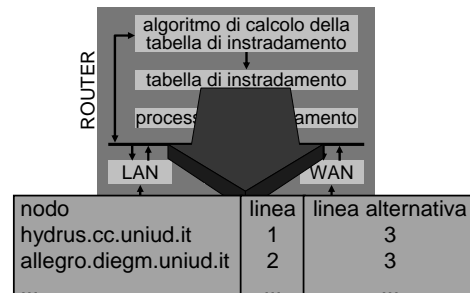 algoritmo di calcolo della
tabella di instradamento
tabella di instradamento
ROUTER
LAN
WAN
nodo linea linea alternativa
hydrus.cc.uniud.it 1 3
allegro.diegm.uniud.it 2 3